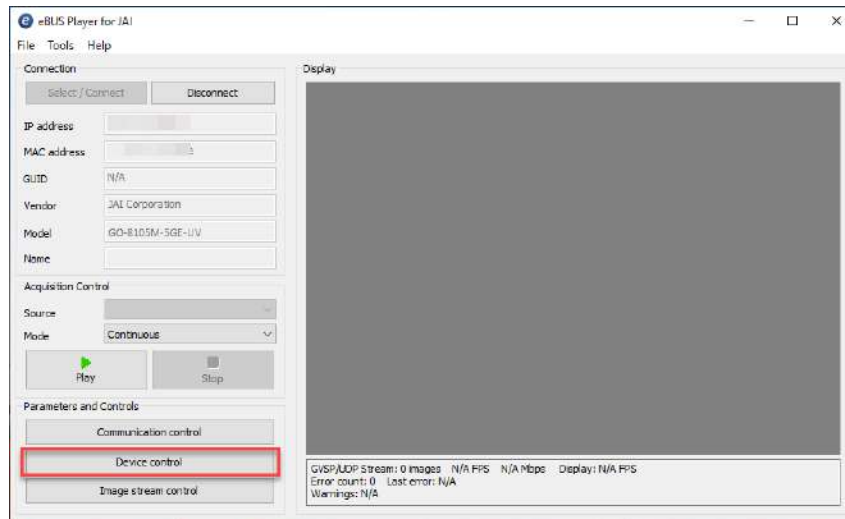 eBUS Player for JAI
File Tools Help
Connection
Select / Connect
Disconnect
IP address
MAC address
GUID
N/A
Vendor
JAI Corporation
Model
GO-8105M-5GE-UV
Name
Acquisition Control
Source
Mode
Continuous
Play
Stop
Parameters and Controls
Communication control
Device control
Image stream control
Display
GVSP/UDP Stream: 0 images N/A FPS N/A Mbps Display: N/A FPS
Error count: 0 Last error: N/A
Warnings: N/A